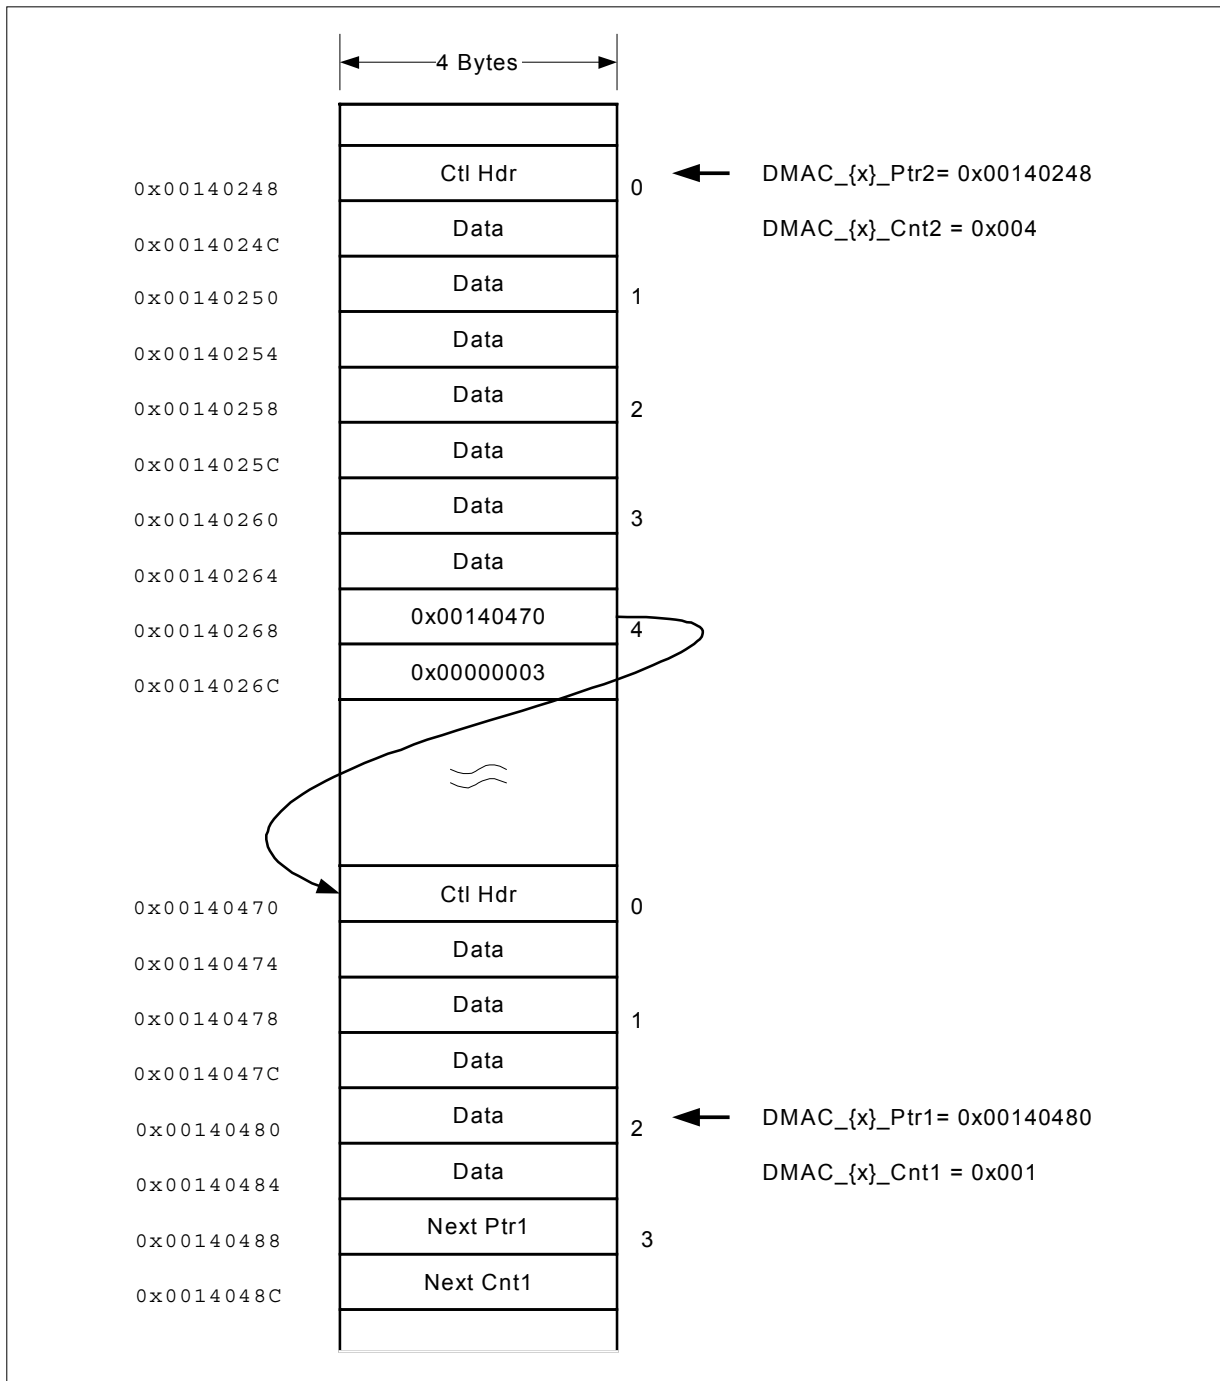 4 Bytes
0x00140248 Ctl Hdr 0 DMAC_{x}_Ptr2= 0x00140248
0x0014024C Data DMAC_{x}_Cnt2 = 0x004
0x00140250 Data 1
0x00140254 Data
0x00140258 Data 2
0x0014025C Data
0x00140260 Data 3
0x00140264 Data
0x00140268 0x00140470 4
0x0014026C 0x00000003
0x00140470 Ctl Hdr 0
0x00140474 Data
0x00140478 Data 1
0x0014047C Data
0x00140480 Data 2 DMAC_{x}_Ptr1= 0x00140480
0x00140484 Data DMAC_{x}_Cnt1 = 0x001
0x00140488 Next Ptr1 3
0x0014048C Next Cnt1